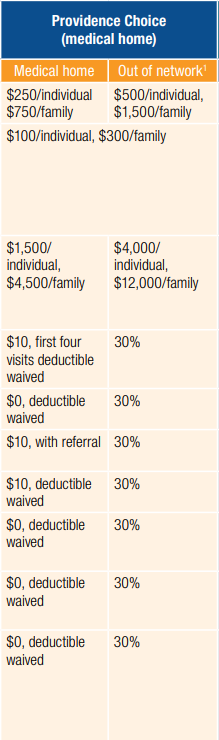 Providence Choice
(medical home)
Medical home
Out of network¹
$250/individual
$750/family
$500/individual,
$1,500/family
$100/individual, $300/family
$1,500/
individual,
$4,500/family
$4,000/
individual,
$12,000/family
$10, first four
visits deductible
waived
30%
$0, deductible
waived
30%
$10, with referral
30%
$10, deductible
waived
30%
$0, deductible
waived
30%
$0, deductible
waived
30%
$0, deductible
waived
30%